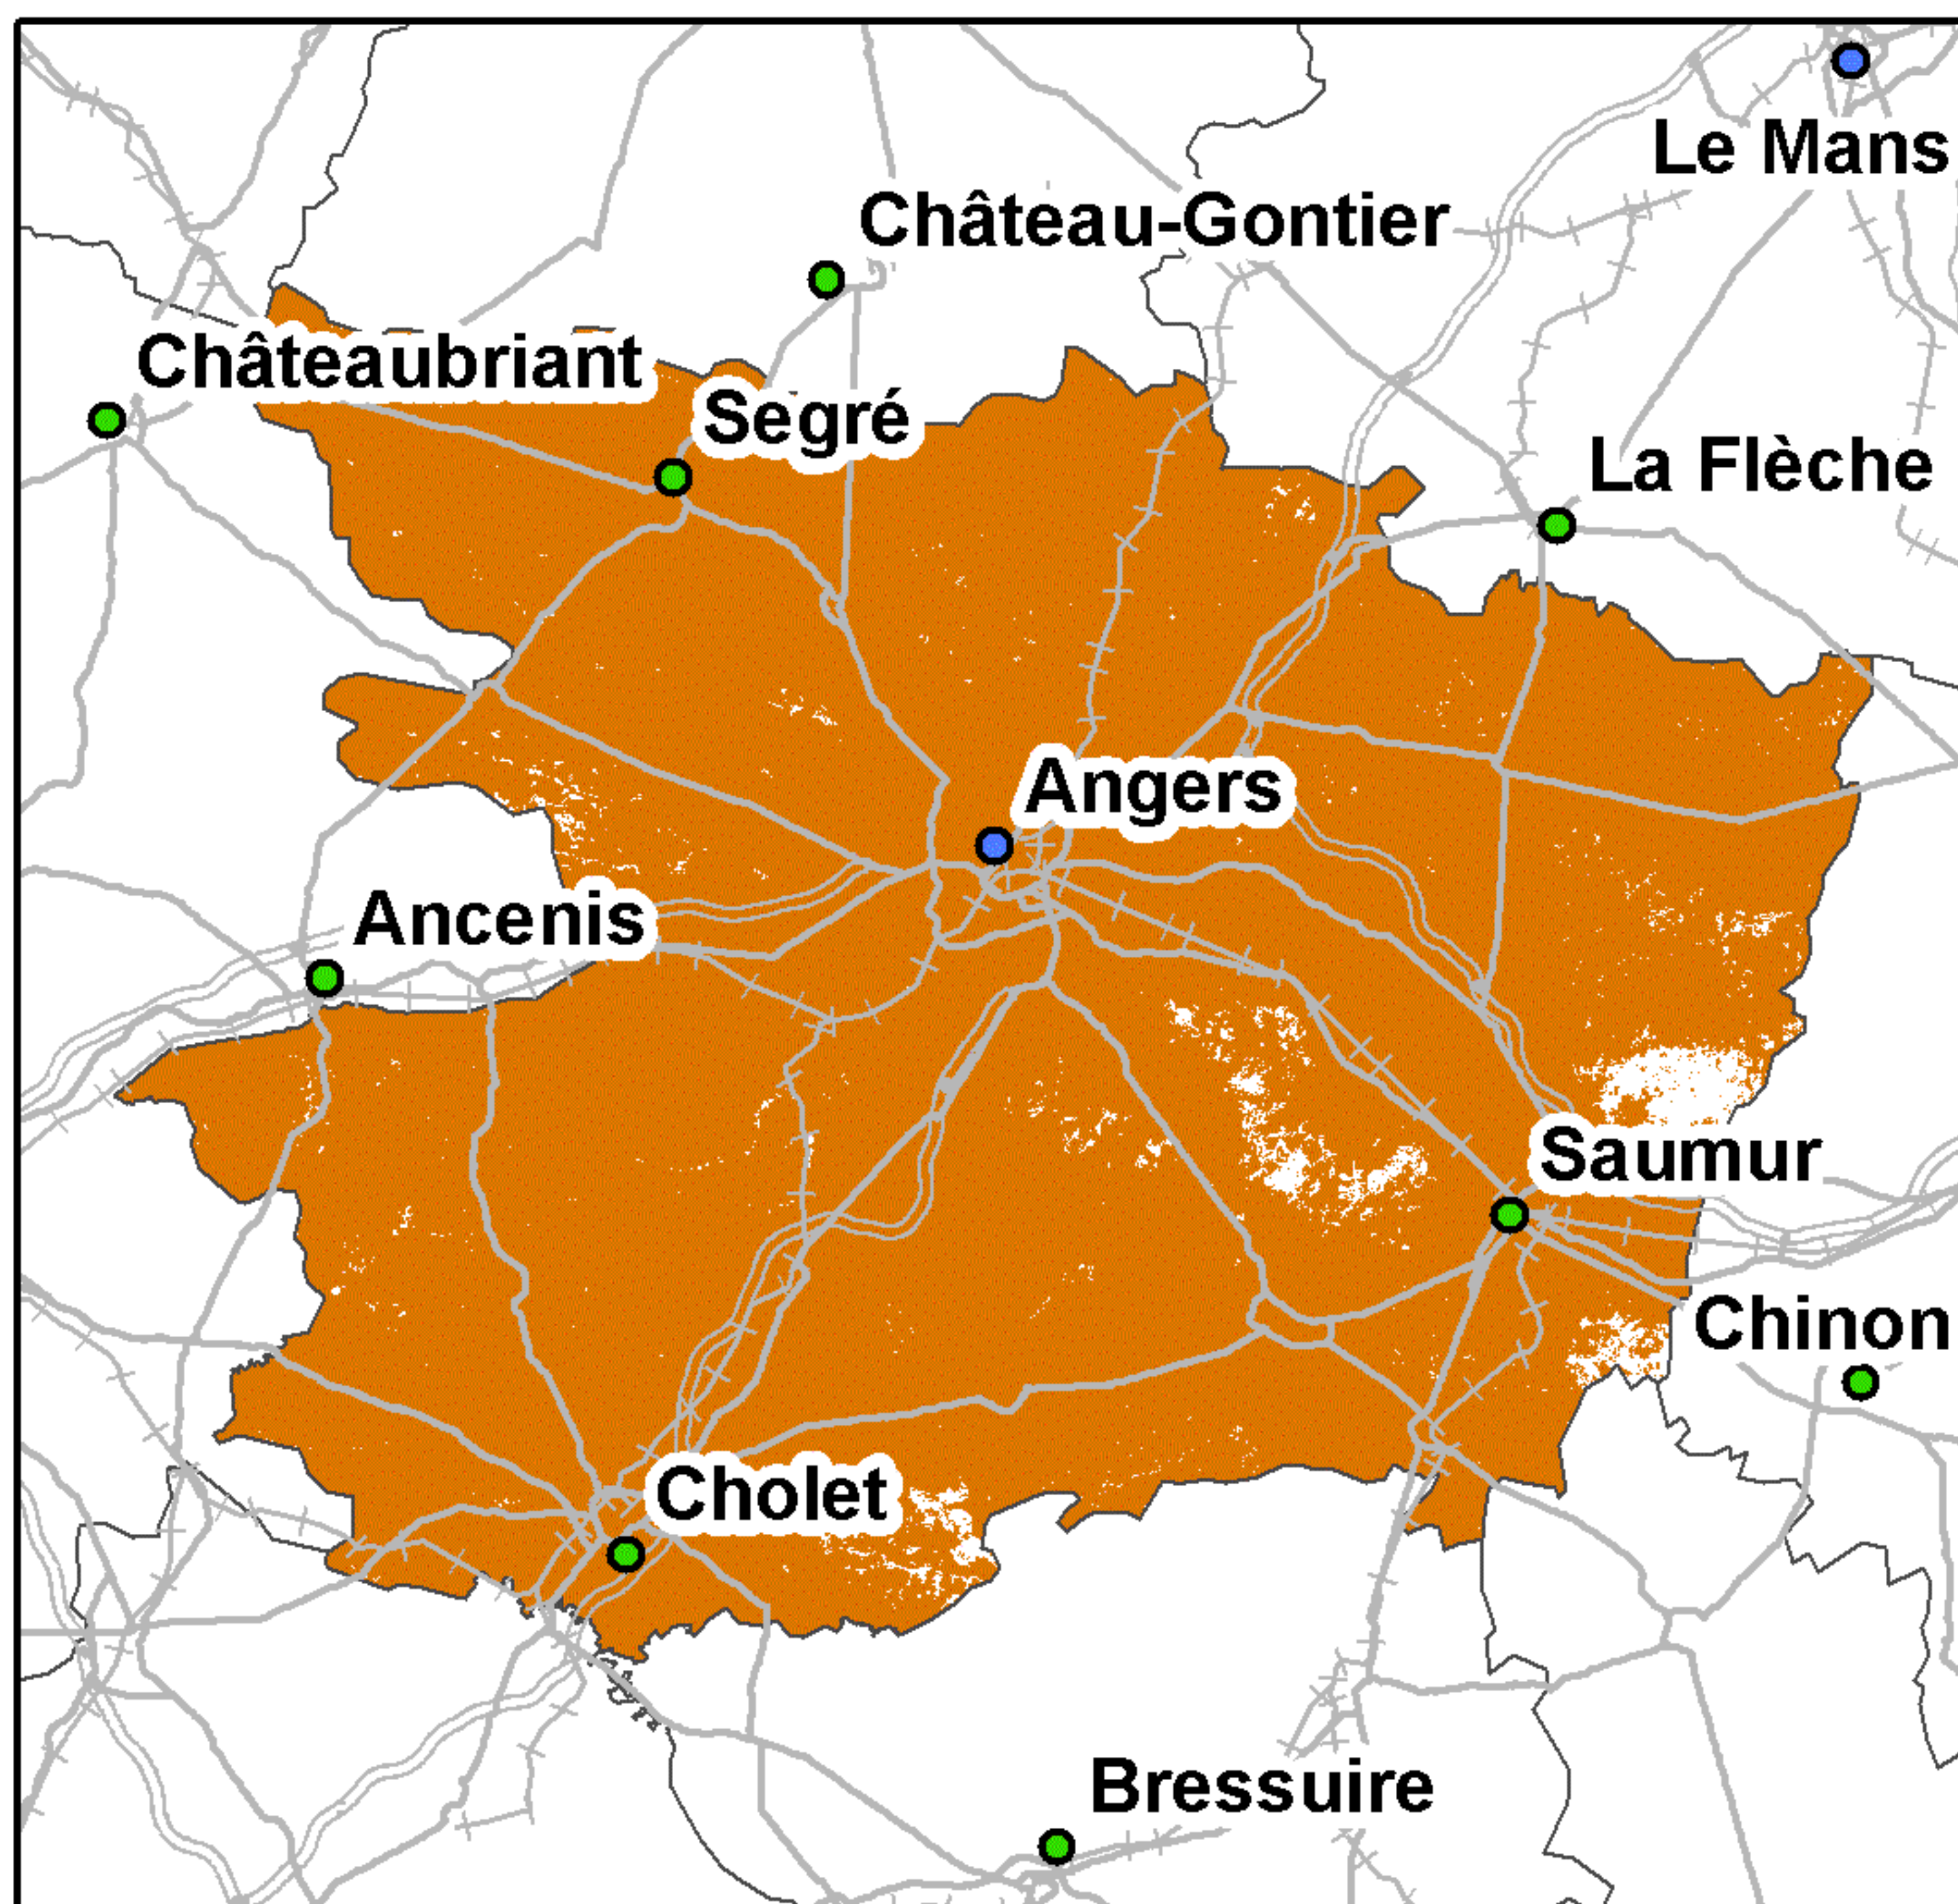 Le Mans
Château-Gontier
Châteaubriant
Segré
La Flèche
Angers
Ancenis
Saumur
Chinon
Cholet
Bressuire